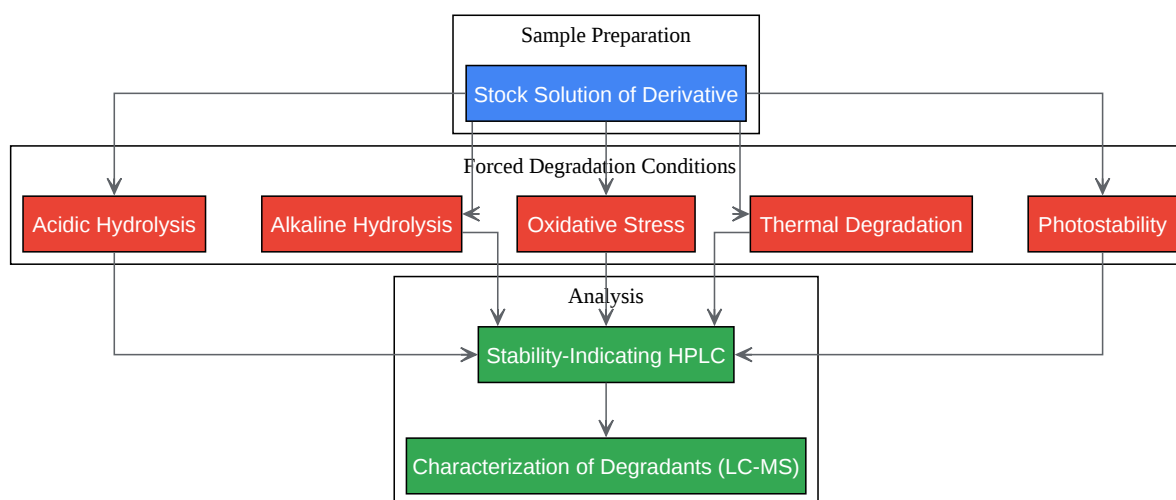 Sample Preparation
Stock Solution of Derivative
Forced Degradation Conditions
Acidic Hydrolysis
Alkaline Hydrolysis
Oxidative Stress
Thermal Degradation
Photostability
Analysis
Stability-Indicating HPLC
Characterization of Degradants (LC-MS)